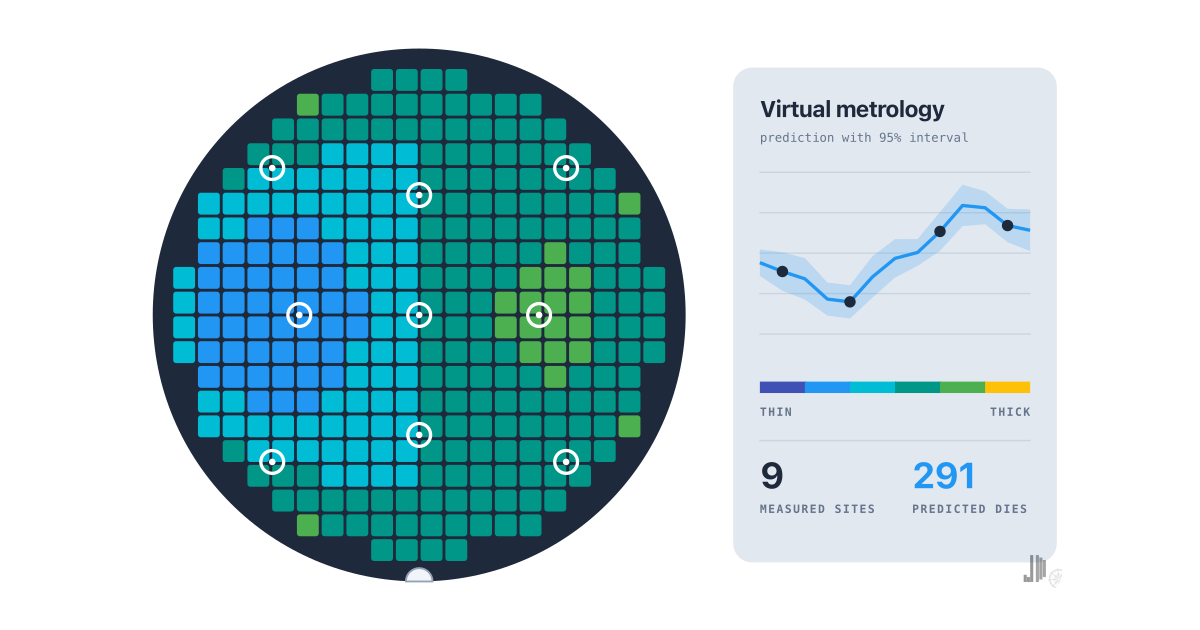 Virtual metrology
prediction with 95% interval
THIN THICK
9 291
MEASURED SITES PREDICTED DIES